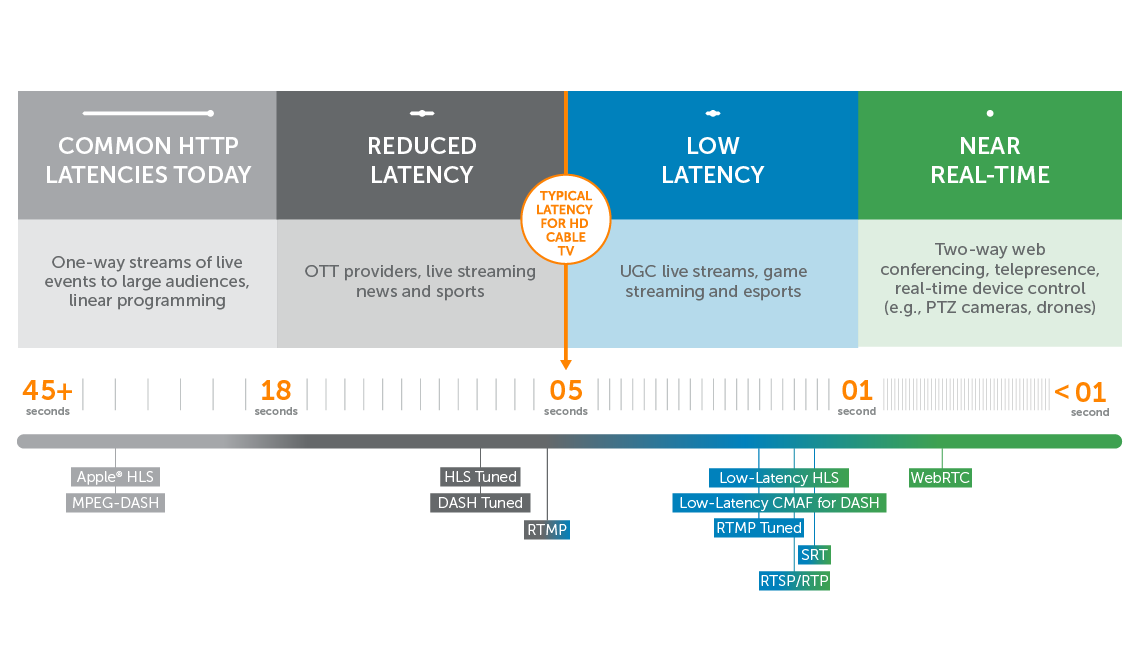 COMMON HTTP
LATENCIES TODAY
REDUCED
LATENCY
LOW
LATENCY
NEAR
REAL-TIME
TYPICAL
LATENCY
FOR HD
CABLE
TV
One-way streams of live
events to large audiences,
linear programming
OTT providers, live streaming
news and sports
UGC live streams, game
streaming and esports
Two-way web
conferencing, telepresence,
real-time device control
(e.g., PTZ cameras, drones)
45+
seconds
18
seconds
05
seconds
01
second
< 01
second
Apple® HLS
MPEG-DASH
HLS Tuned
DASH Tuned
RTMP
Low-Latency HLS
Low-Latency CMAF for DASH
RTMP Tuned
SRT
RTSP/RTP
WebRTC